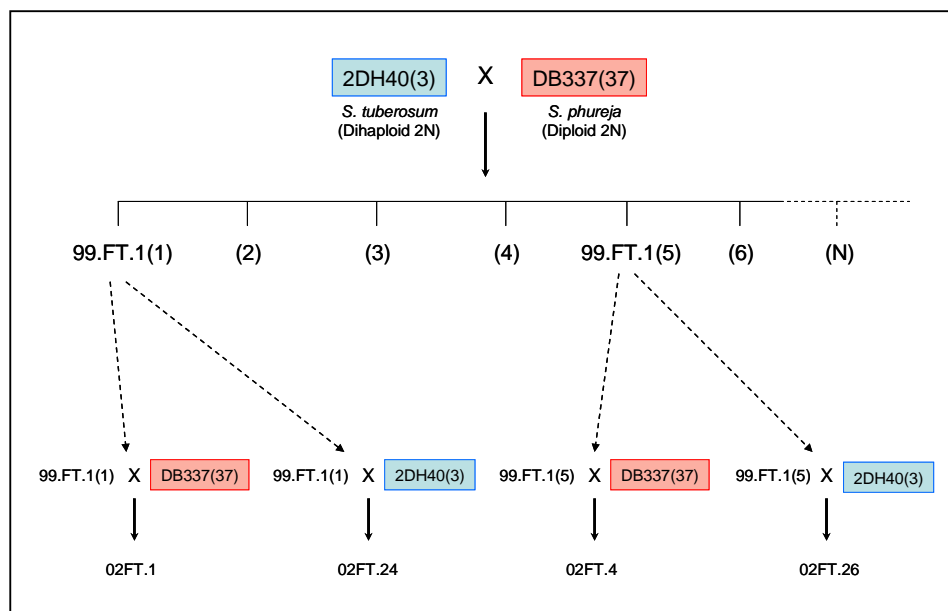 2DH40(3) X DB337(37)
S. tuberosum S. phureja
(Dihaploid 2N) (Diploid 2N)
99.FT.1(1) (2) (3) (4) 99.FT.1(5) (6) (N)
99.FT.1(1) X DB337(37) 99.FT.1(1) X 2DH40(3) 99.FT.1(5) X DB337(37) 99.FT.1(5) X 2DH40(3)
02FT.1 02FT.24 02FT.4 02FT.26